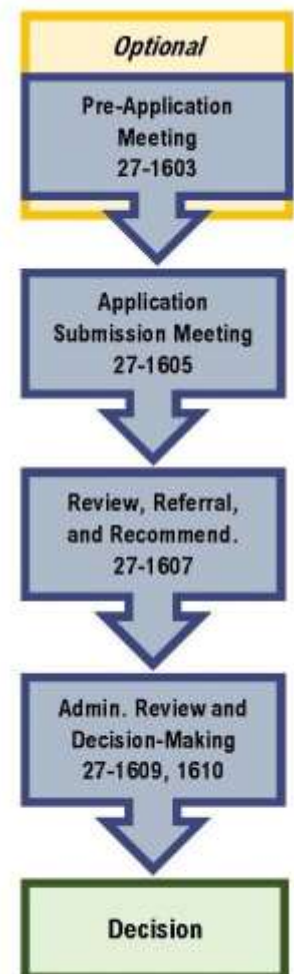 Optional
Pre-Application
Meeting
27-1603
Application
Submission Meeting
27-1605
Review, Referral,
and Recommend.
27-1607
Admin. Review and
Decision-Making
27-1609, 1610
Decision